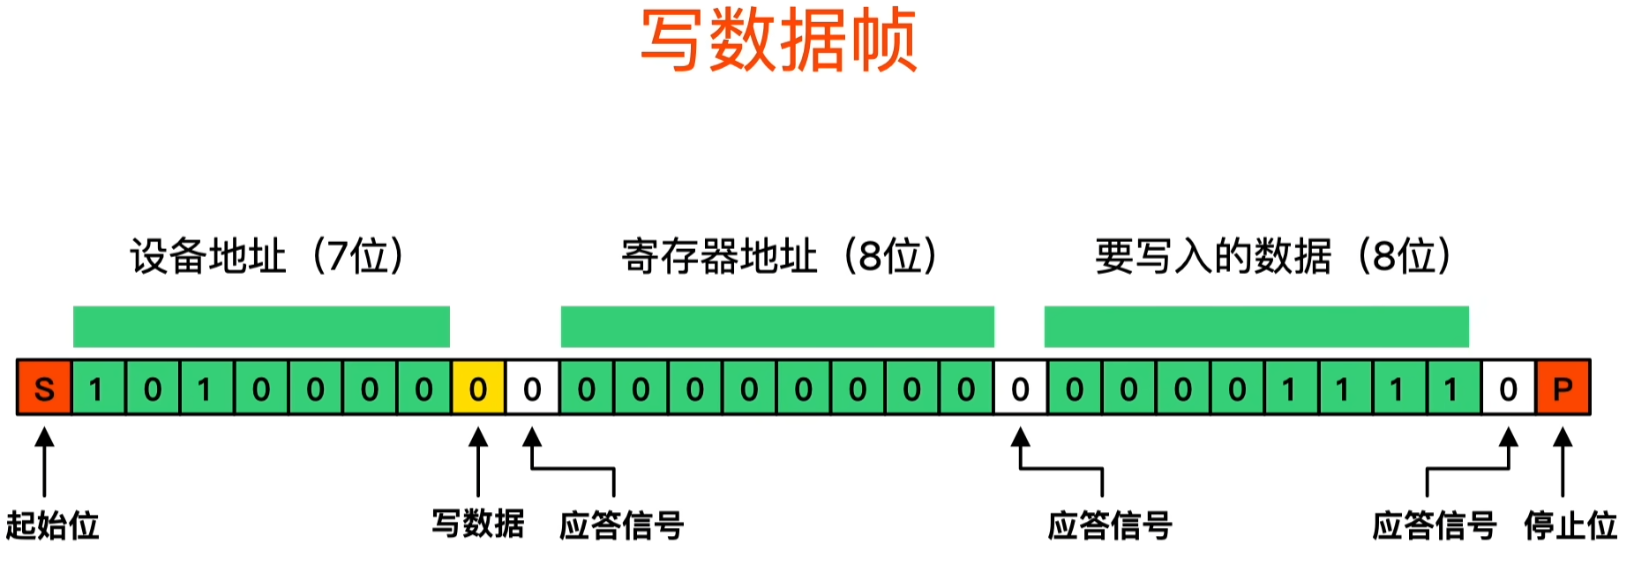 写数据帧
设备地址（7位） 寄存器地址（8位） 要写入的数据（8位）
S 1 0 1 0 0 0 0 0 0 0 0 0 0 0 0 0 0 0 0 0 0 0 1 1 1 1 0 P
起始位 写数据 应答信号 应答信号 应答信号 停止位